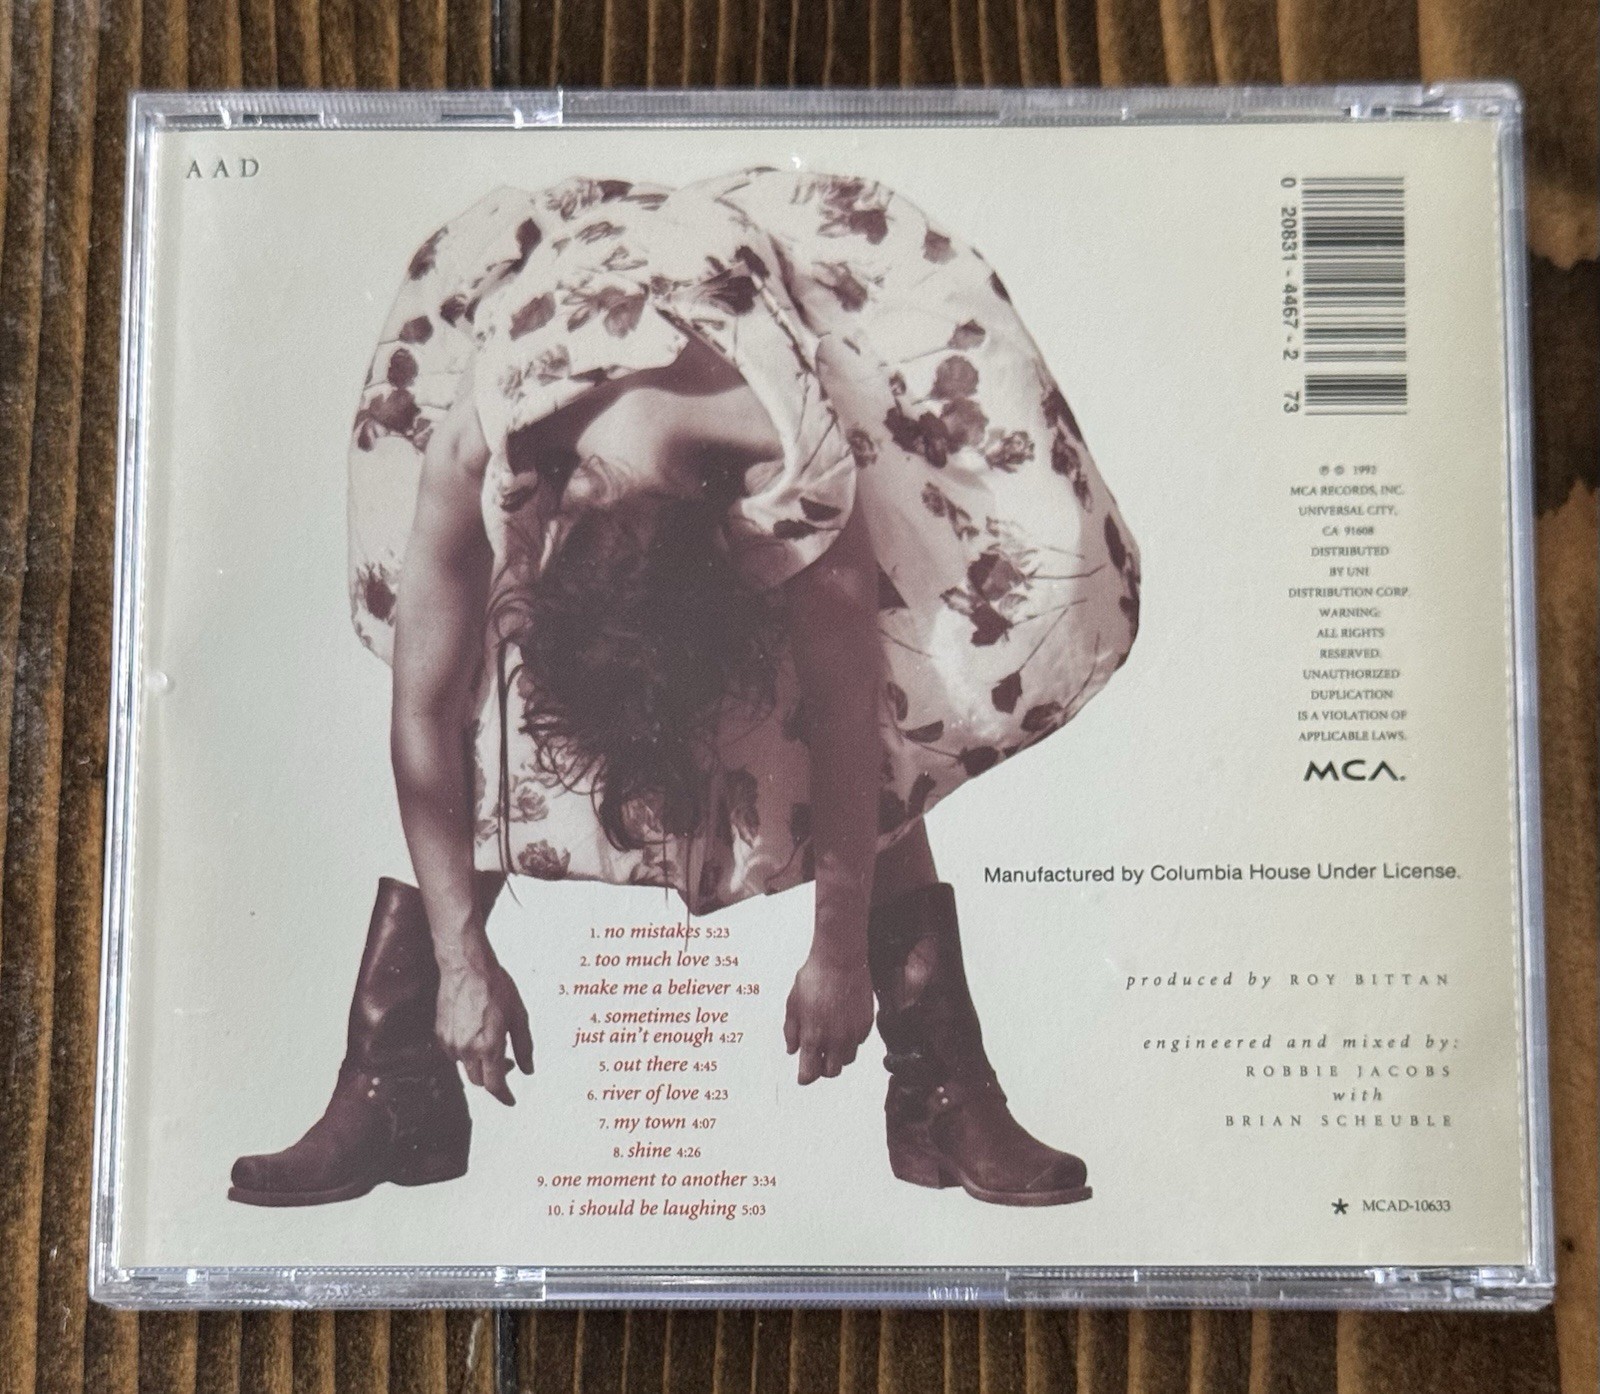 AAD
0 20831 - 4467 - 2 73
℗ © 1992
MCA RECORDS, INC.
UNIVERSAL CITY,
CA 91608
DISTRIBUTED
BY UNI
DISTRIBUTION CORP.
WARNING:
ALL RIGHTS
RESERVED.
UNAUTHORIZED
DUPLICATION
IS A VIOLATION OF
APPLICABLE LAWS.
MCA.
Manufactured by Columbia House Under License.
1. no mistakes 5:23
2. too much love 3:54
3. make me a believer 4:38
4. sometimes love
just ain't enough 4:27
5. out there 4:45
6. river of love 4:23
7. my town 4:07
8. shine 4:26
9. one moment to another 3:34
10. i should be laughing 5:03
produced by ROY BITTAN
engineered and mixed by:
ROBBIE JACOBS
with
BRIAN SCHEUBLE
★ MCAD-10633